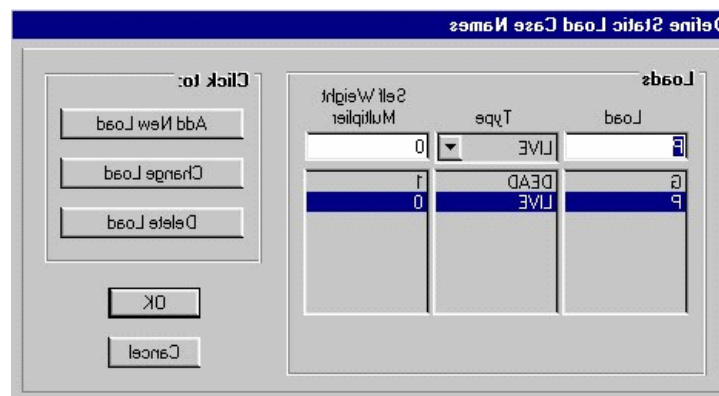 Define Static Load Case Names
Loads
Load Type Self Weight Multiplier
P LIVE 0
G DEAD 1
P LIVE 0
Click to:
Add New Load
Change Load
Delete Load
OK
Cancel